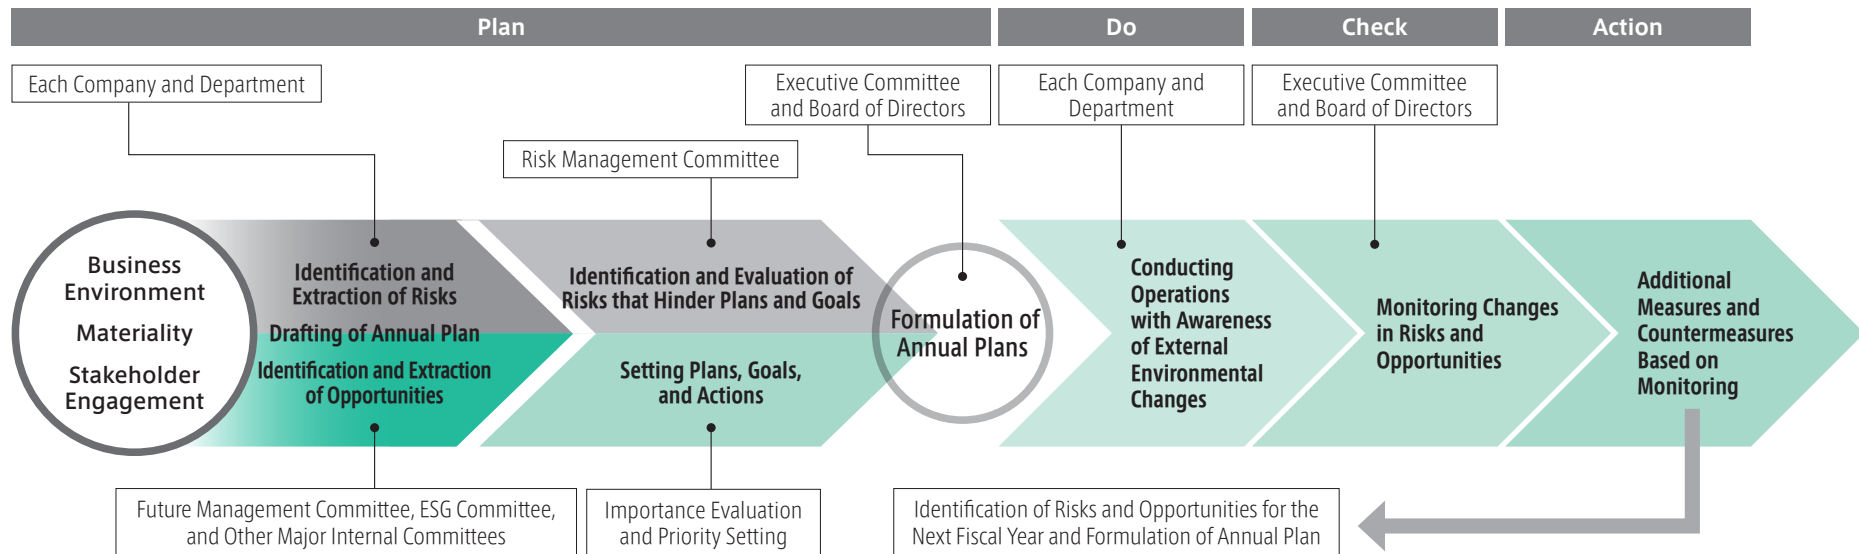 Plan
Do
Check
Action
Each Company and Department
Executive Committee
and Board of Directors
Each Company and
Department
Executive Committee
and Board of Directors
Risk Management Committee
Business
Environment
Materiality
Stakeholder
Engagement
Identification and
Extraction of Risks
Drafting of Annual Plan
Identification and Extraction
of Opportunities
Identification and Evaluation of
Risks that Hinder Plans and Goals
Setting Plans, Goals,
and Actions
Formulation of
Annual Plans
Conducting
Operations
with Awareness
of External
Environmental
Changes
Monitoring Changes
in Risks and
Opportunities
Additional
Measures and
Countermeasures
Based on
Monitoring
Future Management Committee, ESG Committee,
and Other Major Internal Committees
Importance Evaluation
and Priority Setting
Identification of Risks and Opportunities for the
Next Fiscal Year and Formulation of Annual Plan